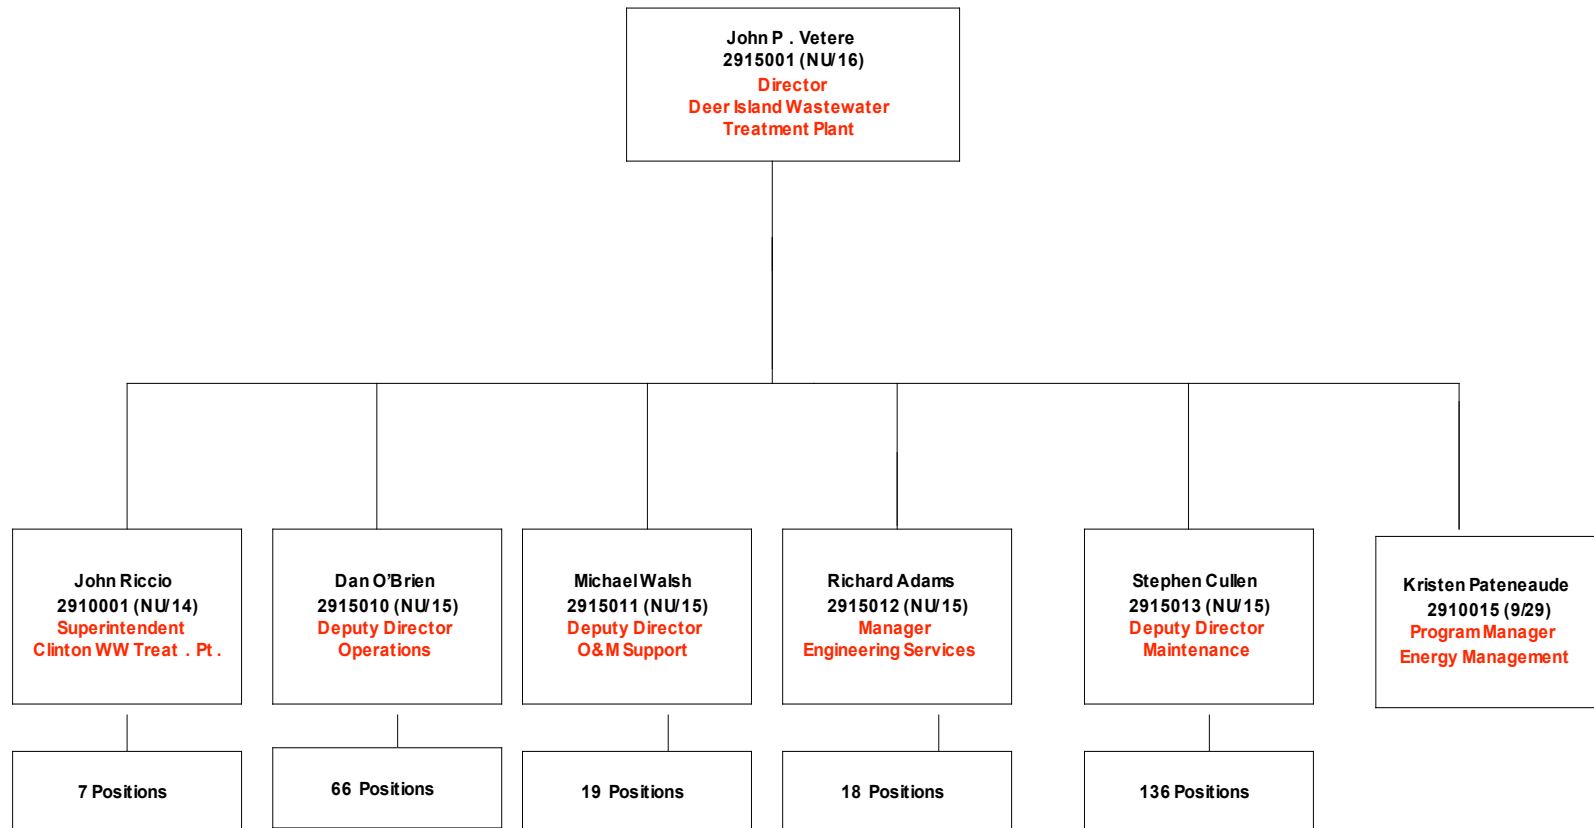 John P . Vetere
2915001 (NU/16)
Director
Deer Island Wastewater
Treatment Plant
John Riccio
2910001 (NU/14)
Superintendent
Clinton WW Treat . Pt .
Dan O'Brien
2915010 (NU/15)
Deputy Director
Operations
Michael Walsh
2915011 (NU/15)
Deputy Director
O&M Support
Richard Adams
2915012 (NU/15)
Manager
Engineering Services
Stephen Cullen
2915013 (NU/15)
Deputy Director
Maintenance
Kristen Pateneaude
2910015 (9/29)
Program Manager
Energy Management
7 Positions
66 Positions
19 Positions
18 Positions
136 Positions